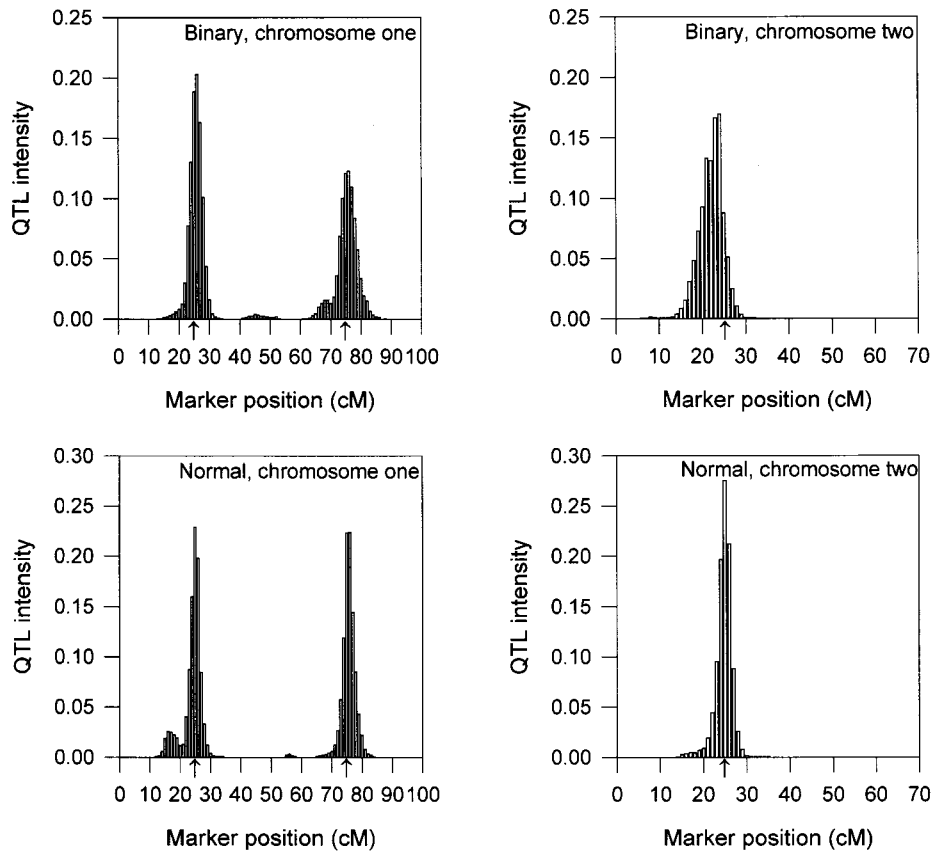 Binary, chromosome one
QTL intensity
0.25
0.20
0.15
0.10
0.05
0.00
0 10 20 30 40 50 60 70 80 90 100
Marker position (cM)
Binary, chromosome two
QTL intensity
0.25
0.20
0.15
0.10
0.05
0.00
0 10 20 30 40 50 60 70
Marker position (cM)
Normal, chromosome one
QTL intensity
0.30
0.25
0.20
0.15
0.10
0.05
0.00
0 10 20 30 40 50 60 70 80 90 100
Marker position (cM)
Normal, chromosome two
QTL intensity
0.30
0.25
0.20
0.15
0.10
0.05
0.00
0 10 20 30 40 50 60 70
Marker position (cM)